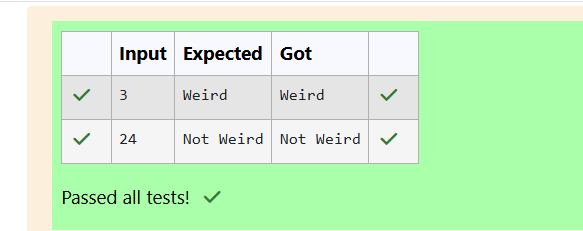 Input Expected Got
3 Weird Weird
24 Not Weird Not Weird
Passed all tests!